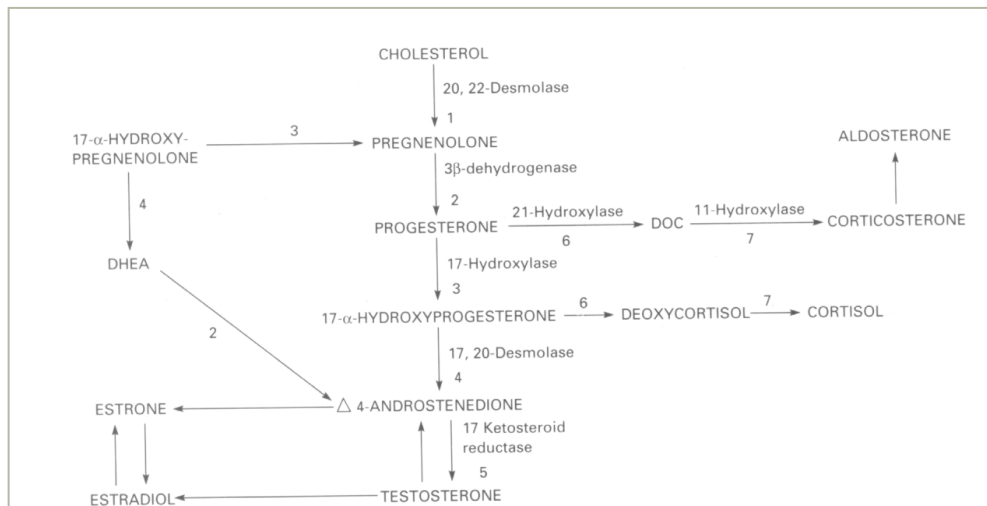 CHOLESTEROL
20, 22-Desmolase
1
17-α-HYDROXY-
PREGNENOLONE
3
PREGNENOLONE
ALDOSTERONE
3β-dehydrogenase
4
2
21-Hydroxylase
11-Hydroxylase
PROGESTERONE
DOC
CORTICOSTERONE
6
7
DHEA
17-Hydroxylase
3
6
7
17-α-HYDROXYPROGESTERONE
DEOXYCORTISOL
CORTISOL
2
17, 20-Desmolase
4
ESTRONE
△ 4-ANDROSTENEDIONE
17 Ketosteroid
reductase
5
ESTRADIOL
TESTOSTERONE